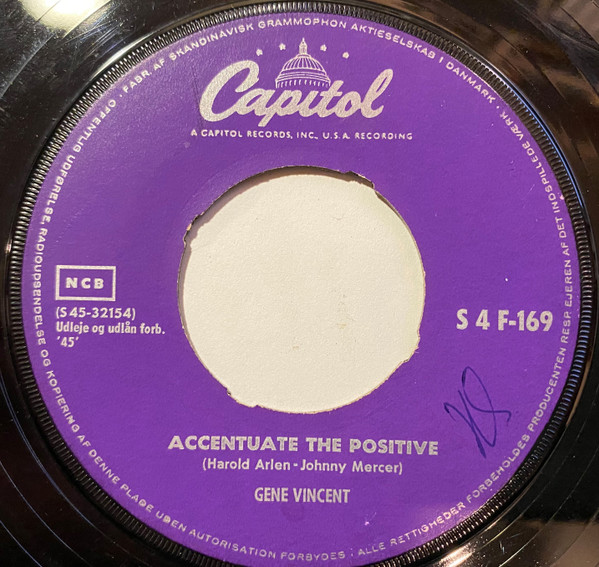 FABR. AF SKANDINAVISK GRAMMOPHON AKTIESELSKAB I DANMARK · ALLE RETTIGHEDER FORBEHOLDES PRODUCENTEN RESP. EJEREN AF DET INDSPILLEDE VÆRK ·
OFFENTLIG UDFØRELSE, RADIOUDSENDELSE OG KOPIERING AF DENNE PLADE UDEN AUTORISATION FORBYDES :
Capitol
A CAPITOL RECORDS, INC., U.S.A. RECORDING
NCB
(S 45-32154)
Udleje og udlån forb.
'45'
S 4 F-169
ACCENTUATE THE POSITIVE
(Harold Arlen - Johnny Mercer)
GENE VINCENT